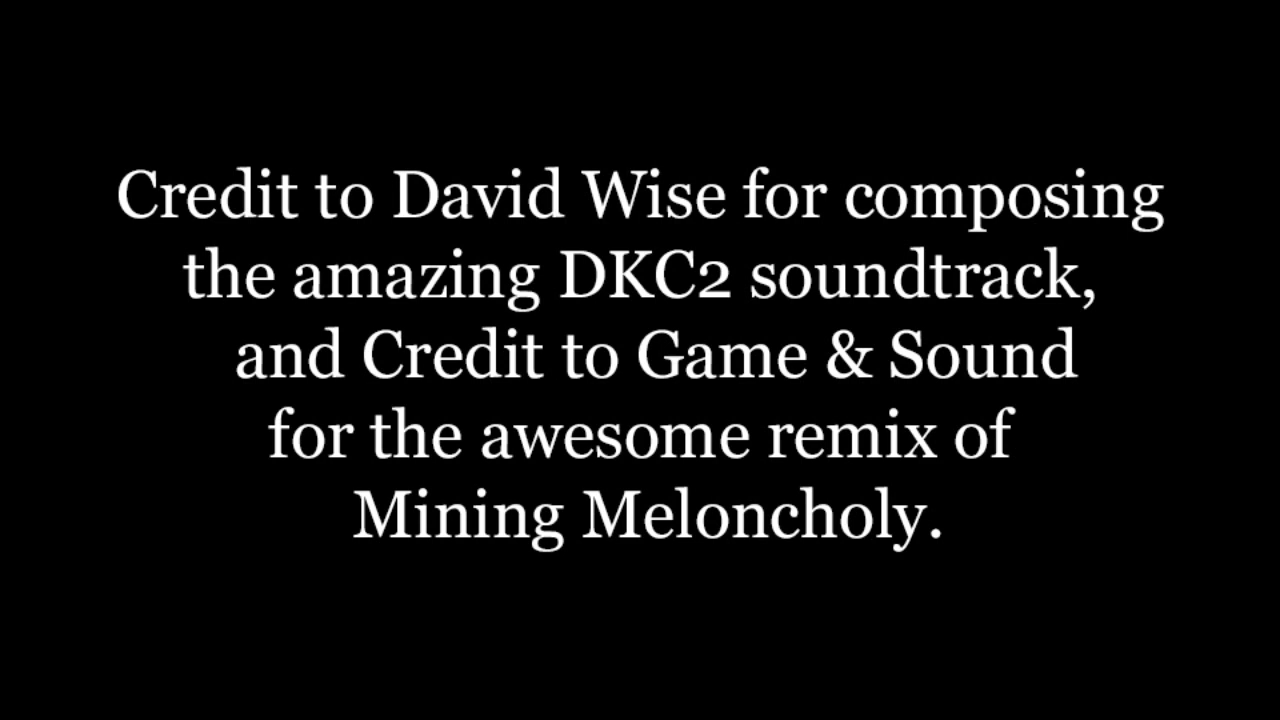 Credit to David Wise for composing
the amazing DKC2 soundtrack,
and Credit to Game & Sound
for the awesome remix of
Mining Meloncholy.